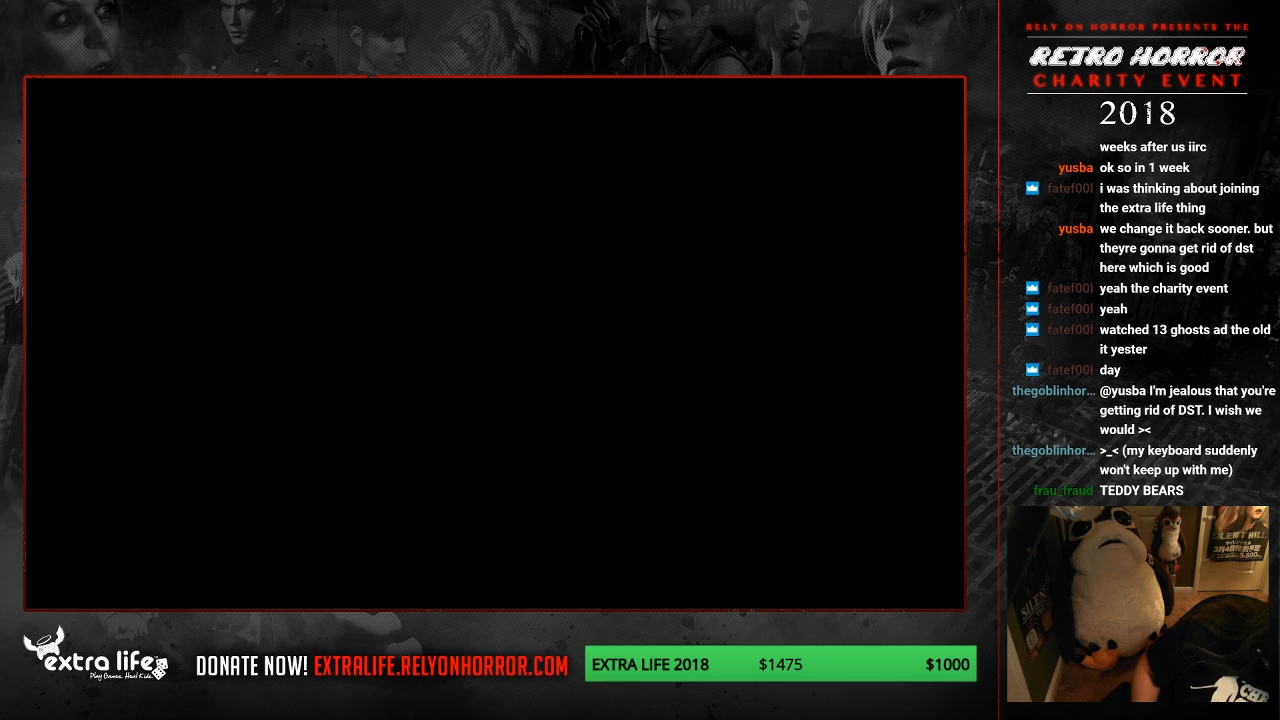 RELY ON HORROR PRESENTS THE
RETRO HORROR
CHARITY EVENT
2018
weeks after us iirc
yusba ok so in 1 week
fatef00l i was thinking about joining
the extra life thing
yusba we change it back sooner. but
theyre gonna get rid of dst
here which is good
fatef00l yeah the charity event
fatef00l yeah
fatef00l watched 13 ghosts ad the old
it yester
fatef00l day
thegoblinhor... @yusba I'm jealous that you're
getting rid of DST. I wish we
would ><
thegoblinhor... >_< (my keyboard suddenly
won't keep up with me)
frau_fraud TEDDY BEARS
SILENT HILL
extra life
Play Games. Heal Kids.
DONATE NOW! EXTRALIFE.RELYONHORROR.COM
EXTRA LIFE 2018 $1475 $1000